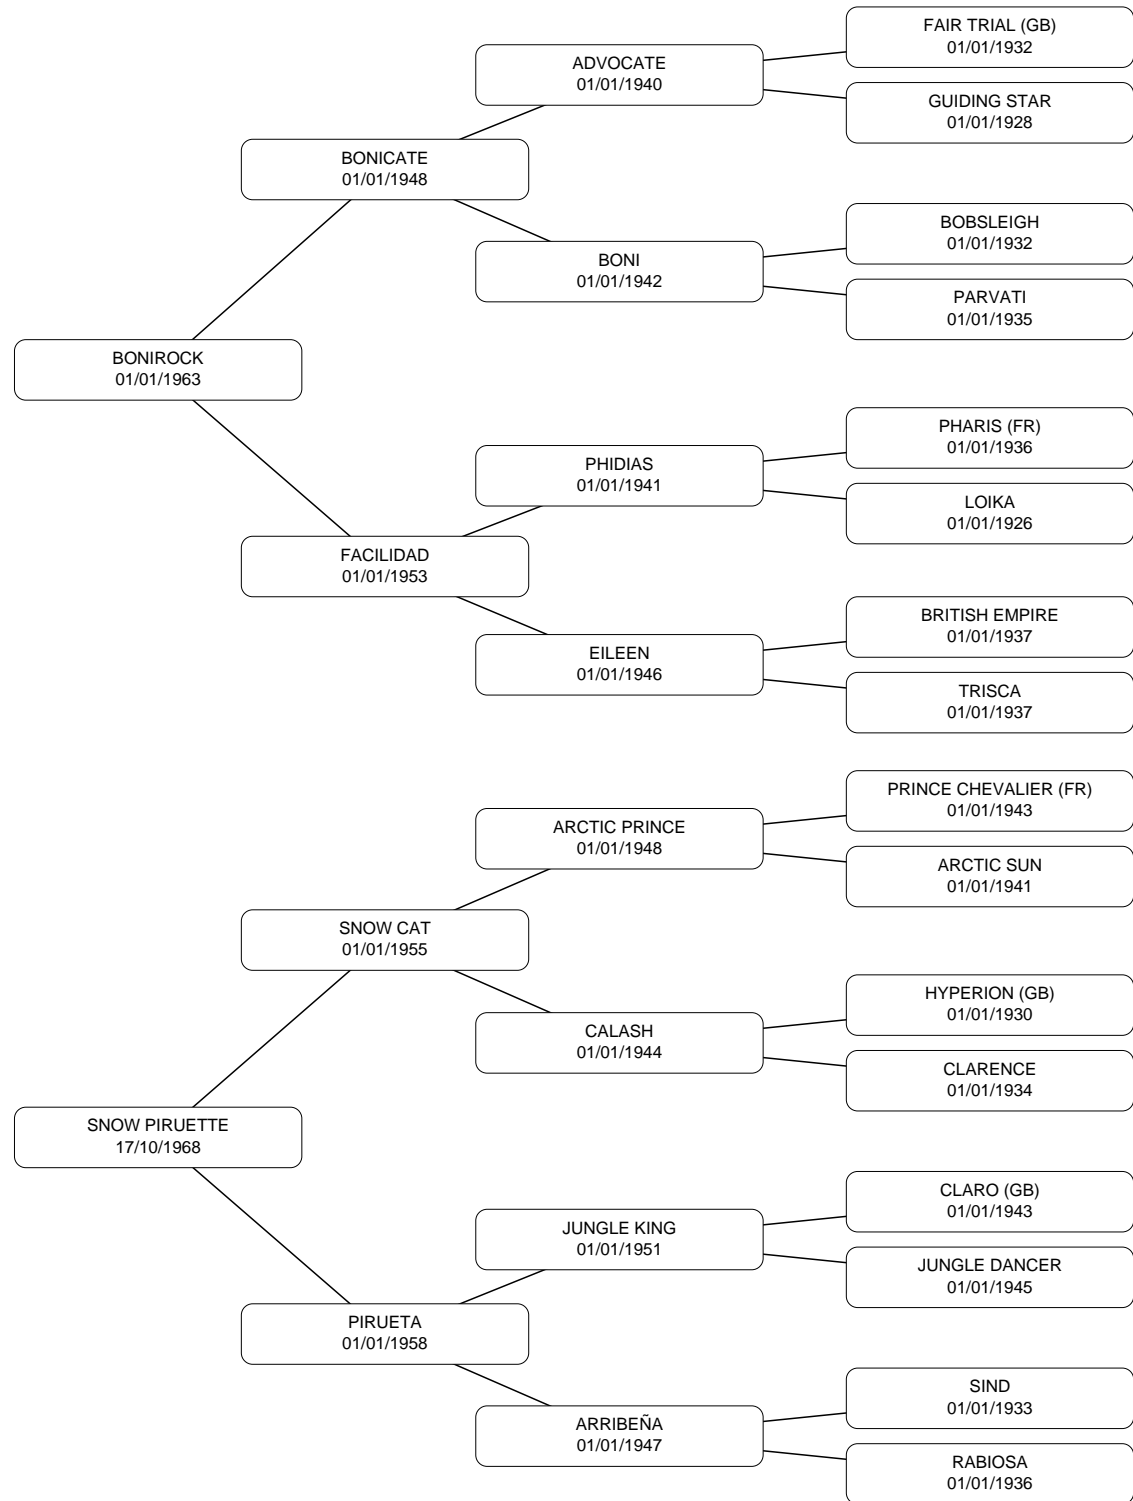 FAIR TRIAL (GB)
01/01/1932
ADVOCATE
01/01/1940
GUIDING STAR
01/01/1928
BONICATE
01/01/1948
BOBSLEIGH
01/01/1932
BONI
01/01/1942
PARVATI
01/01/1935
BONIROCK
01/01/1963
PHARIS (FR)
01/01/1936
PHIDIAS
01/01/1941
LOIKA
01/01/1926
FACILIDAD
01/01/1953
BRITISH EMPIRE
01/01/1937
EILEEN
01/01/1946
TRISCA
01/01/1937
PRINCE CHEVALIER (FR)
01/01/1943
ARCTIC PRINCE
01/01/1948
ARCTIC SUN
01/01/1941
SNOW CAT
01/01/1955
HYPERION (GB)
01/01/1930
CALASH
01/01/1944
CLARENCE
01/01/1934
SNOW PIRUETTE
17/10/1968
CLARO (GB)
01/01/1943
JUNGLE KING
01/01/1951
JUNGLE DANCER
01/01/1945
PIRUETA
01/01/1958
SIND
01/01/1933
ARRIBEÑA
01/01/1947
RABIOSA
01/01/1936